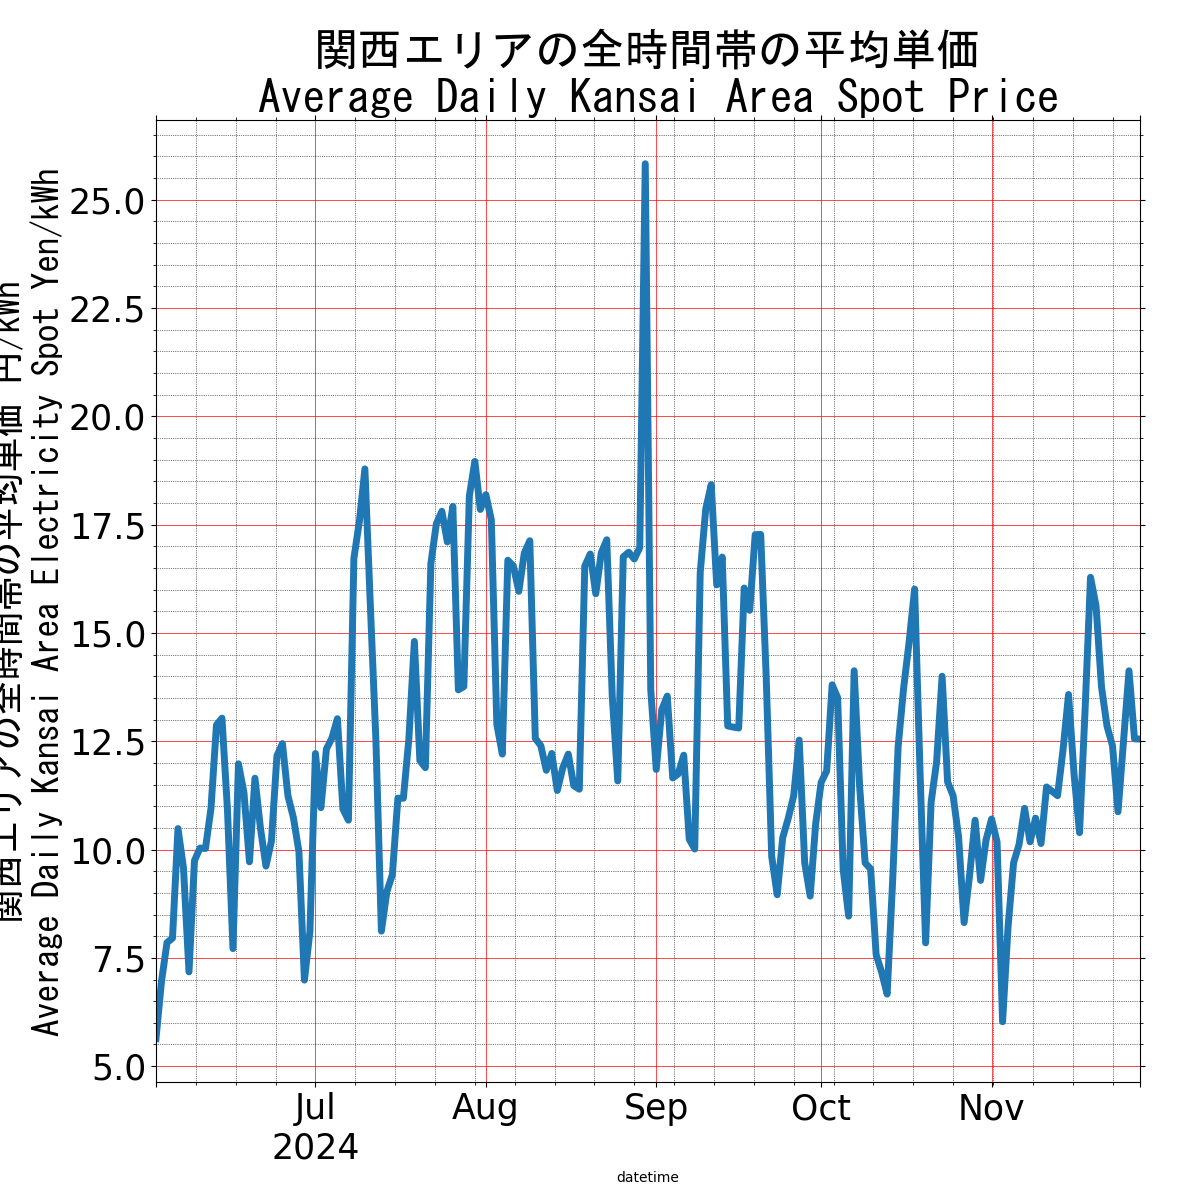 関西エリアの全時間帯の平均単価
Average Daily Kansai Area Spot Price
関西エリアの全時間帯の平均単価 円/kWh
Average Daily Kansai Area Electricity Spot Yen/kWh
25.0
22.5
20.0
17.5
15.0
12.5
10.0
7.5
5.0
Jul
2024
Aug
Sep
Oct
Nov
datetime